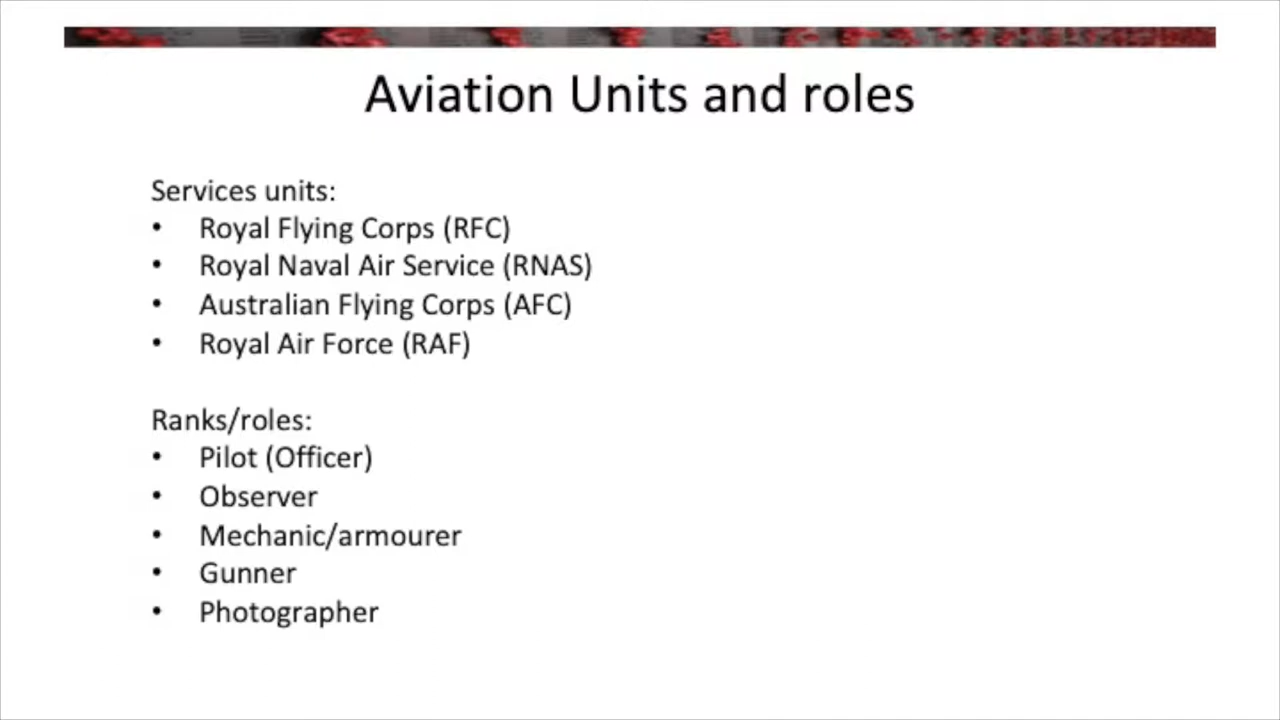 Aviation Units and roles
Services units:
• Royal Flying Corps (RFC)
• Royal Naval Air Service (RNAS)
• Australian Flying Corps (AFC)
• Royal Air Force (RAF)
Ranks/roles:
• Pilot (Officer)
• Observer
• Mechanic/armourer
• Gunner
• Photographer